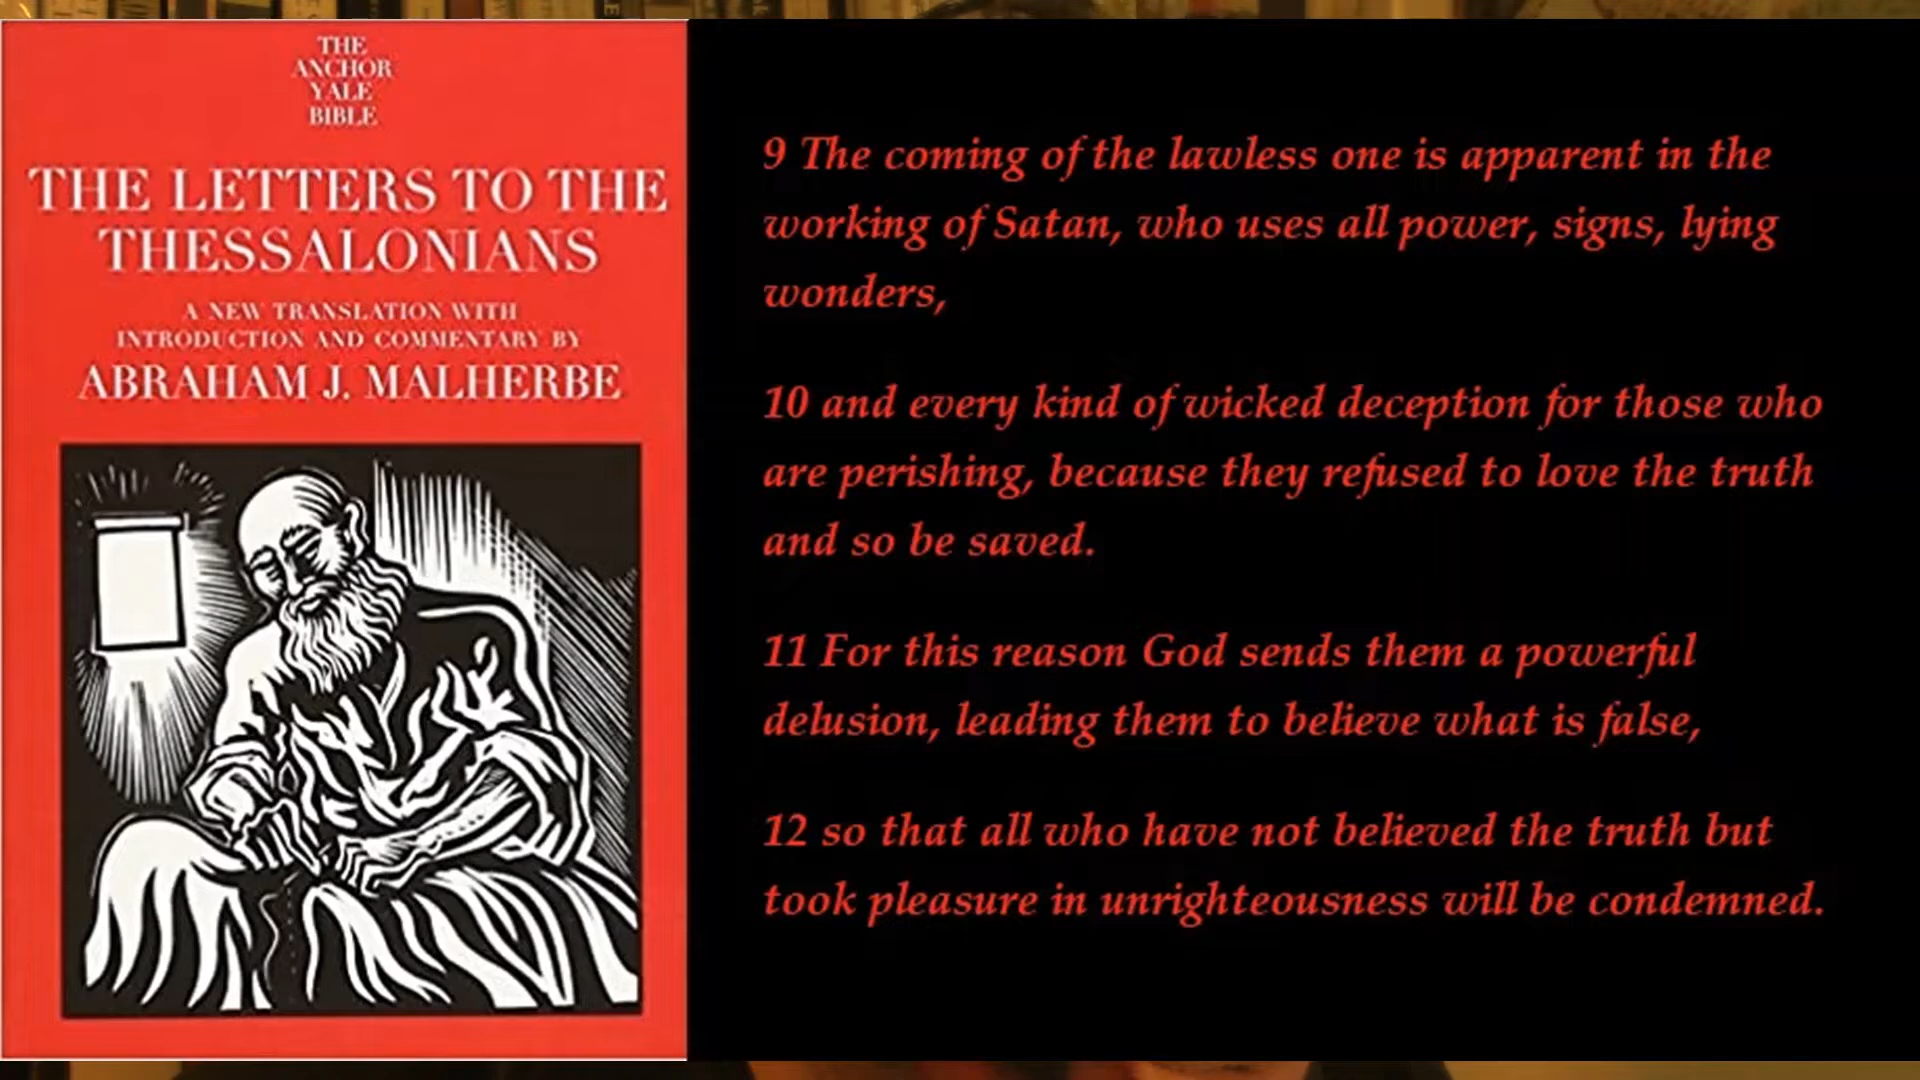 THE
ANCHOR
YALE
BIBLE
THE LETTERS TO THE
THESSALONIANS
A NEW TRANSLATION WITH
INTRODUCTION AND COMMENTARY BY
ABRAHAM J. MALHERBE
9 The coming of the lawless one is apparent in the
working of Satan, who uses all power, signs, lying
wonders,
10 and every kind of wicked deception for those who
are perishing, because they refused to love the truth
and so be saved.
11 For this reason God sends them a powerful
delusion, leading them to believe what is false,
12 so that all who have not believed the truth but
took pleasure in unrighteousness will be condemned.